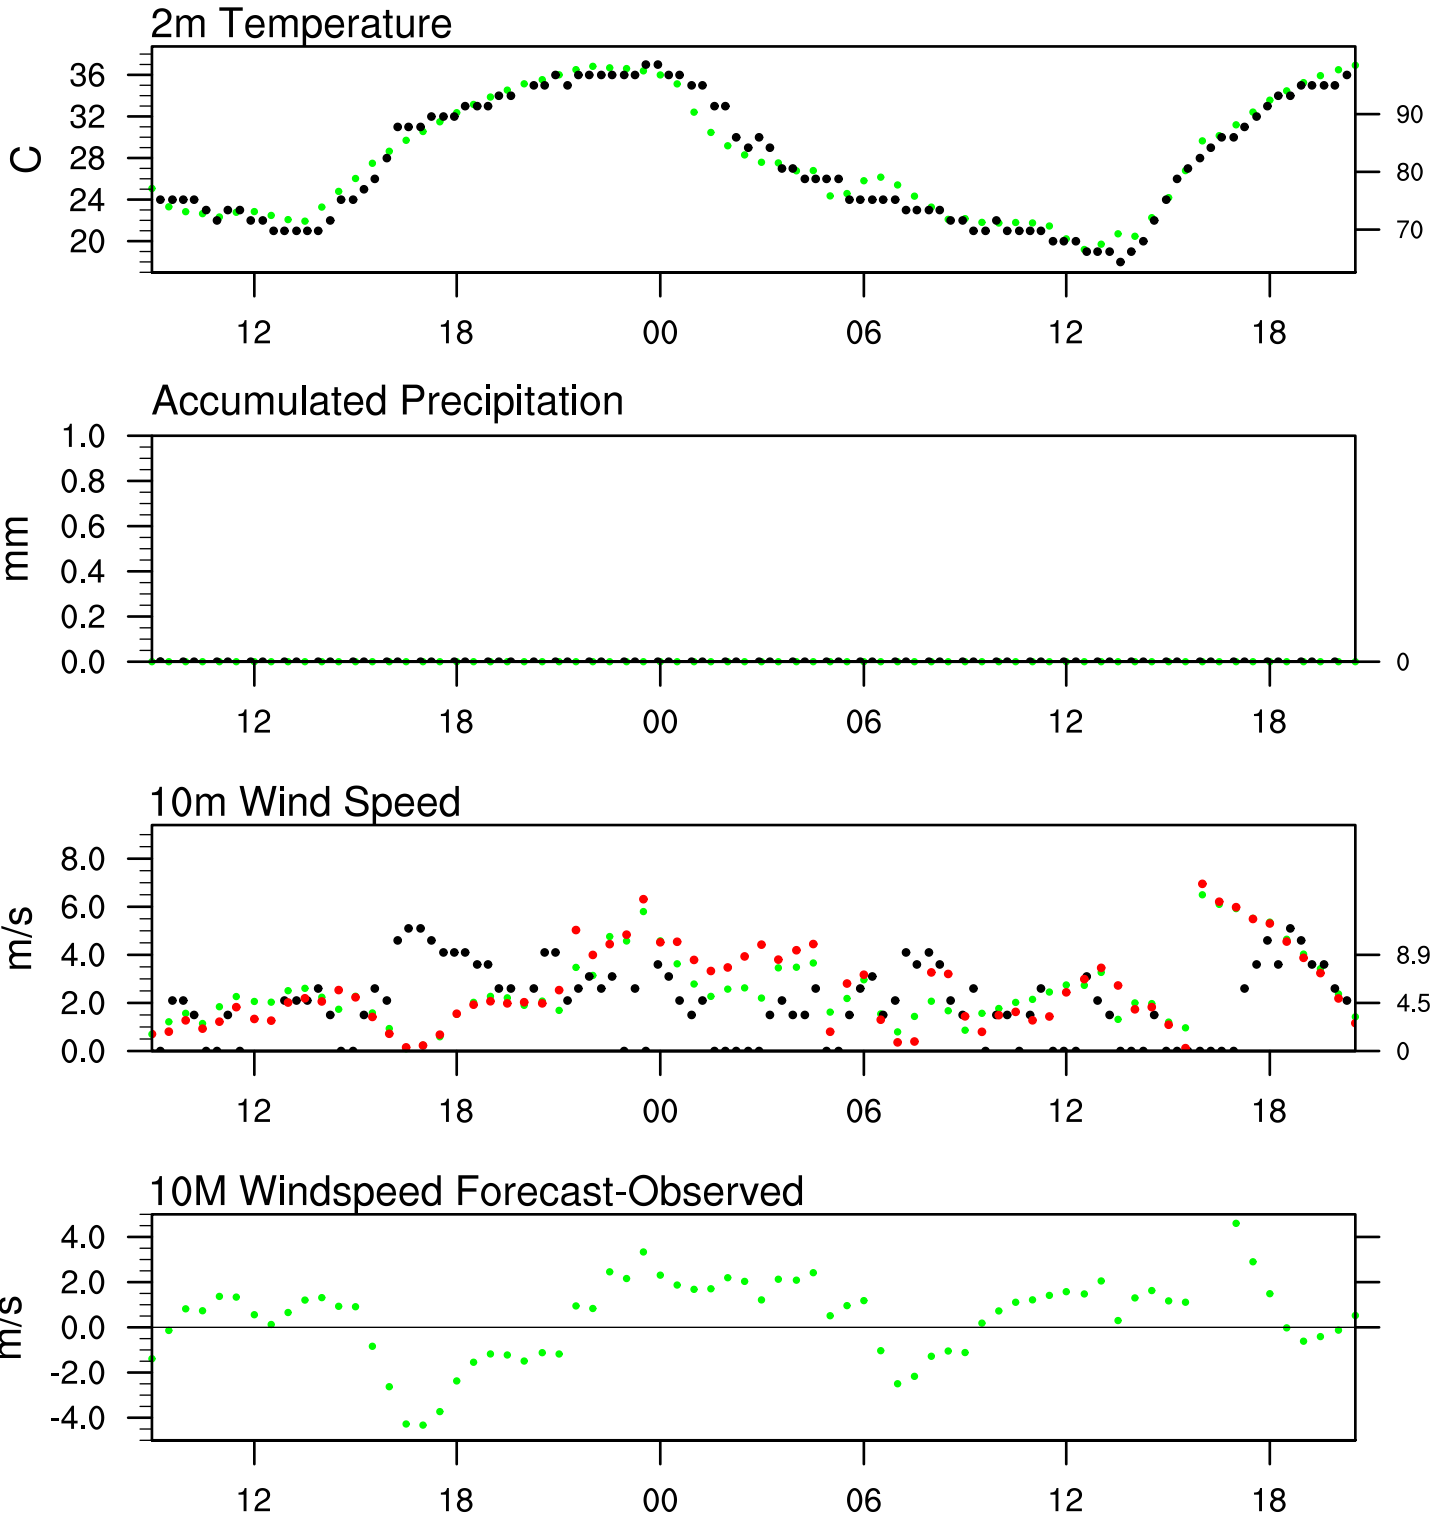 2m Temperature
36
32
28
24
20
C
90
80
70
12 18 00 06 12 18
Accumulated Precipitation
1.0
0.8
0.6
0.4
0.2
0.0
mm
0
12 18 00 06 12 18
10m Wind Speed
8.0
6.0
4.0
2.0
0.0
m/s
8.9
4.5
0
12 18 00 06 12 18
10M Windspeed Forecast-Observed
4.0
2.0
0.0
-2.0
-4.0
m/s
12 18 00 06 12 18